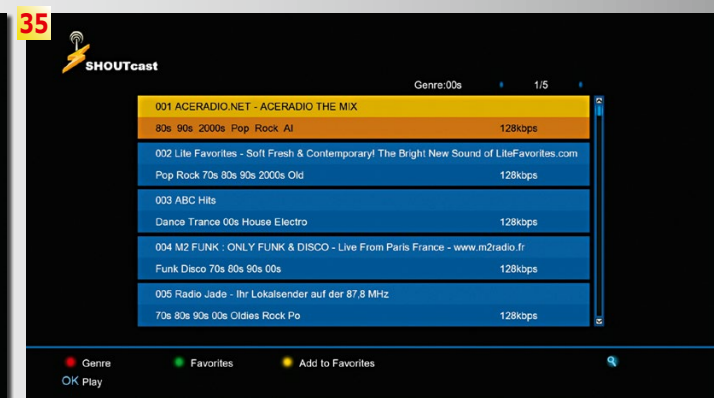 35
SHOUTcast
Genre:00s 1/5
001 ACERADIO.NET - ACERADIO THE MIX
80s 90s 2000s Pop Rock Al 128kbps
002 Lite Favorites - Soft Fresh & Contemporary! The Bright New Sound of LiteFavorites.com
Pop Rock 70s 80s 90s 2000s Old 128kbps
003 ABC Hits
Dance Trance 00s House Electro 128kbps
004 M2 FUNK : ONLY FUNK & DISCO - Live From Paris France - www.m2radio.fr
Funk Disco 70s 80s 90s 00s 128kbps
005 Radio Jade - Ihr Lokalsender auf der 87,8 MHz
70s 80s 90s 00s Oldies Rock Po 128kbps
Genre Favorites Add to Favorites
OK Play